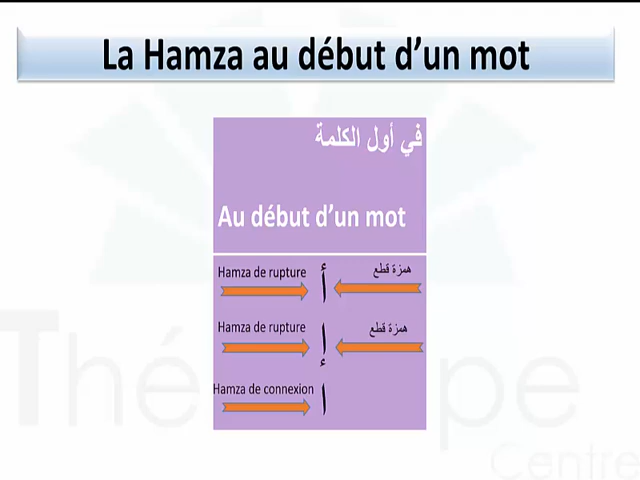 La Hamza au début d’un mot
في أول الكلمة
Au début d’un mot
Hamza de rupture أ همزة قطع
Hamza de rupture إ همزة قطع
Hamza de connexion ا
Centre